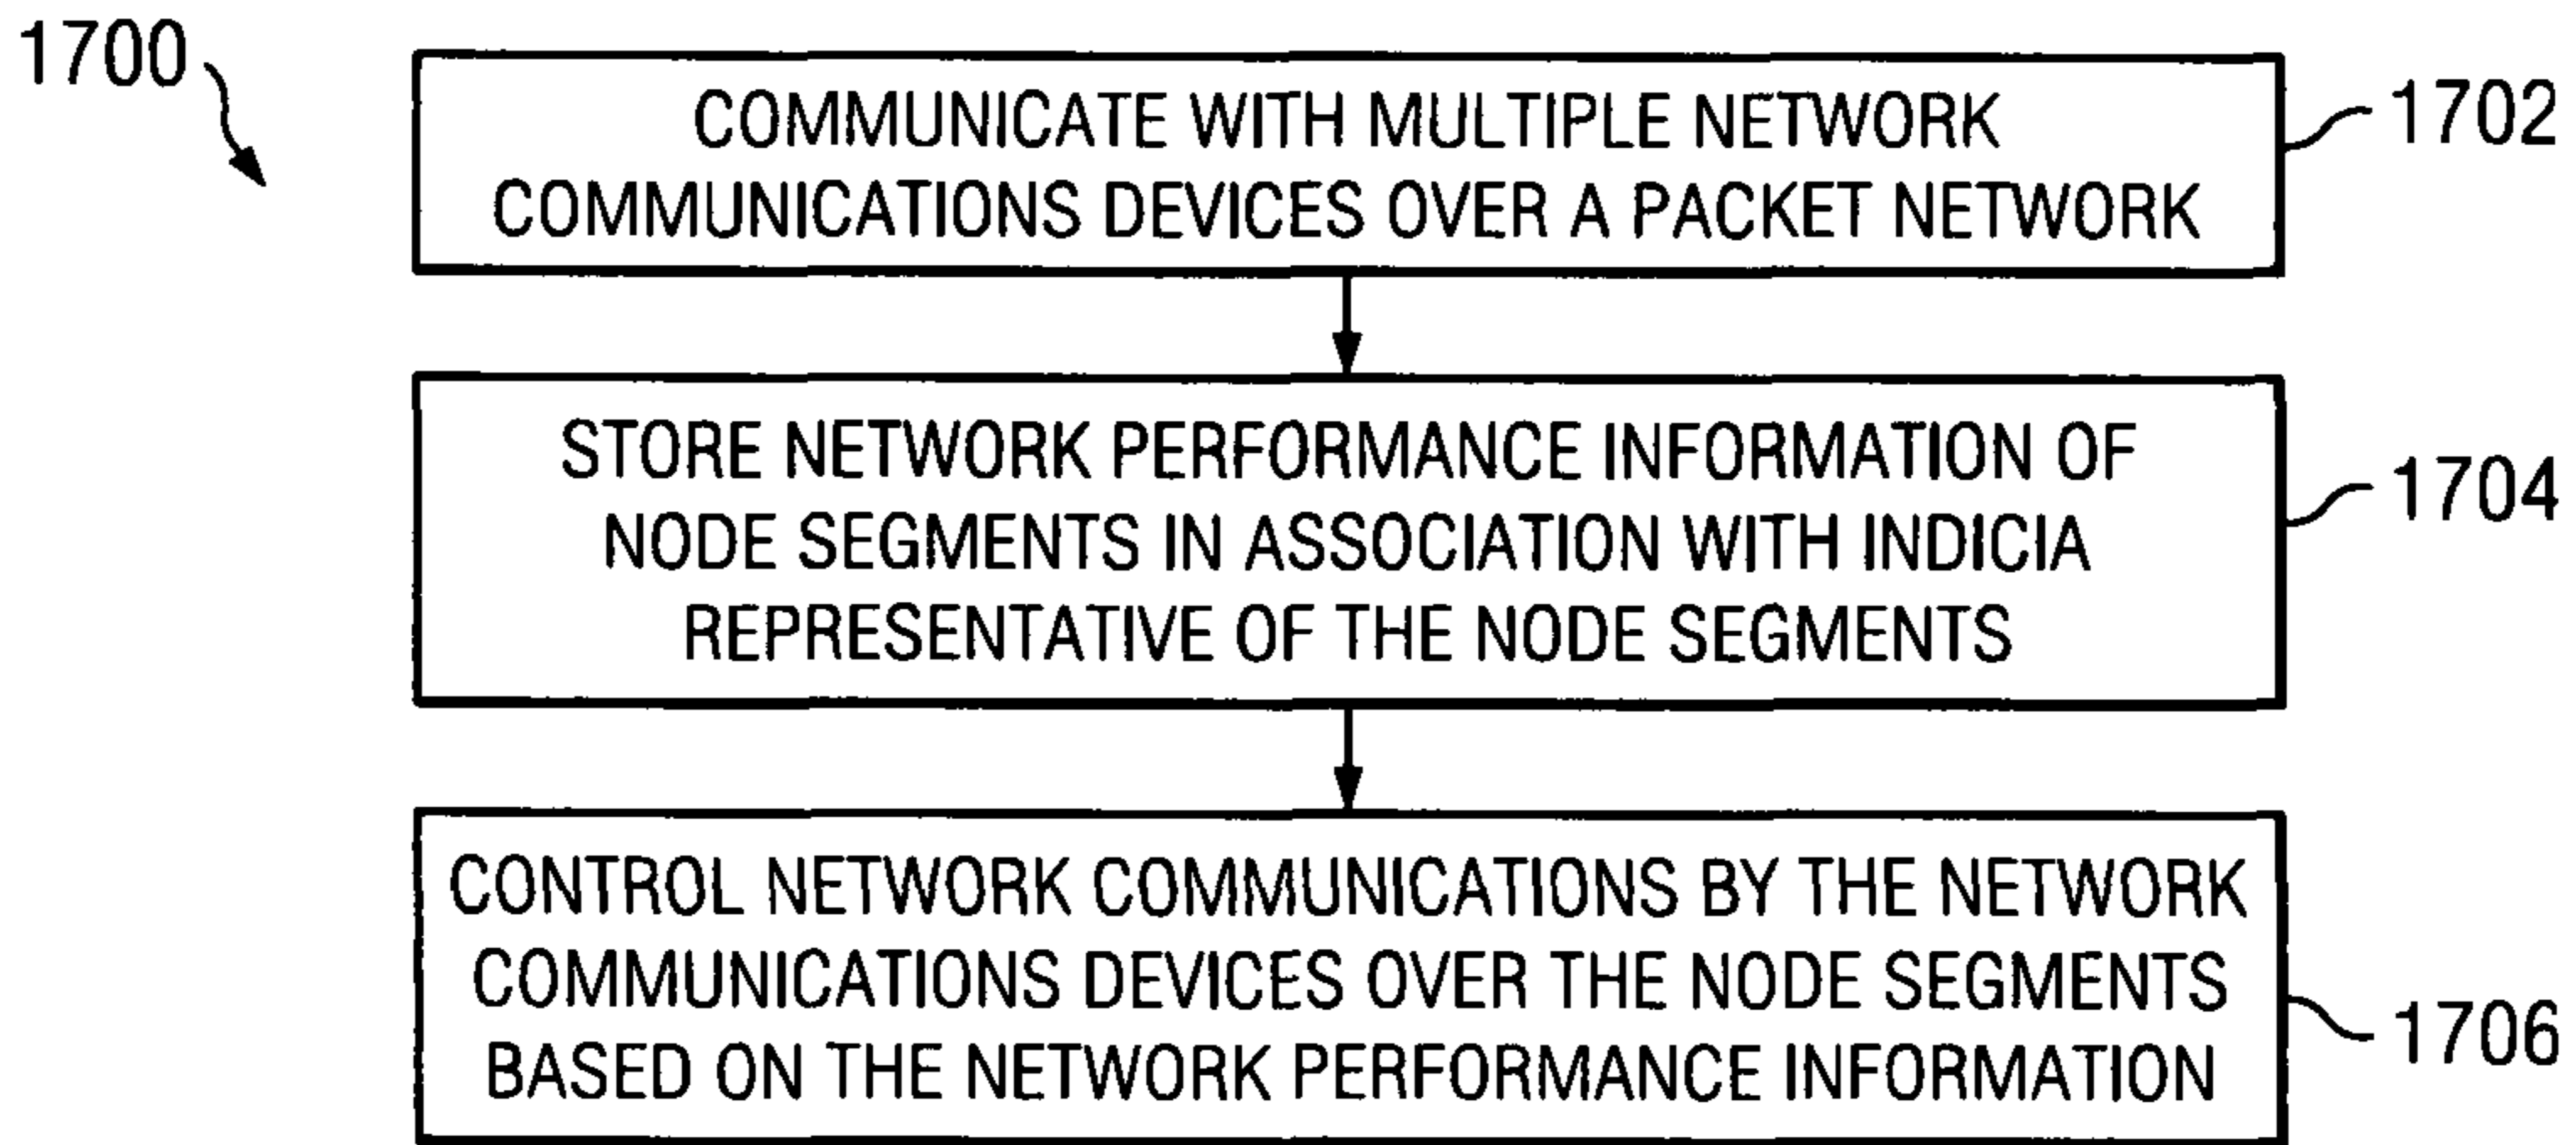 1700
COMMUNICATE WITH MULTIPLE NETWORK
COMMUNICATIONS DEVICES OVER A PACKET NETWORK
1702
STORE NETWORK PERFORMANCE INFORMATION OF
NODE SEGMENTS IN ASSOCIATION WITH INDICIA
REPRESENTATIVE OF THE NODE SEGMENTS
1704
CONTROL NETWORK COMMUNICATIONS BY THE NETWORK
COMMUNICATIONS DEVICES OVER THE NODE SEGMENTS
BASED ON THE NETWORK PERFORMANCE INFORMATION
1706